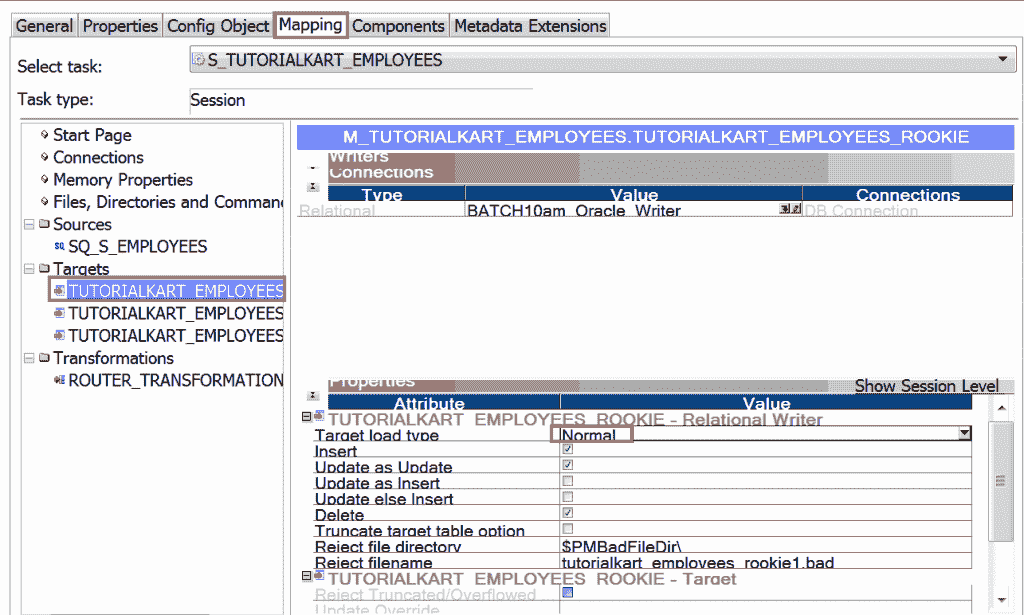 General Properties Config Object Mapping Components Metadata Extensions
Select task: S_TUTORIALKART_EMPLOYEES
Task type: Session
Start Page
Connections
Memory Properties
Files, Directories and Comman
Sources
SQ_S_EMPLOYEES
Targets
TUTORIALKART_EMPLOYEES
TUTORIALKART_EMPLOYEES
TUTORIALKART_EMPLOYEES
Transformations
ROUTER_TRANSFORMATION
M_TUTORIALKART_EMPLOYEES.TUTORIALKART_EMPLOYEES_ROOKIE
Writers
Connections
Type Value Connections
Relational BATCH10am_Oracle_Writer DB Connection
Properties Show Session Level
Attribute Value
TUTORIALKART_EMPLOYEES_ROOKIE - Relational Writer
Target load type Normal
Insert
Update as Update
Update as Insert
Update else Insert
Delete
Truncate target table option
Reject file directory $PMBadFileDir\
Reject filename tutorialkart_employees_rookie1.bad
TUTORIALKART_EMPLOYEES_ROOKIE - Target
Reject Truncated/Overflowed
Update Override